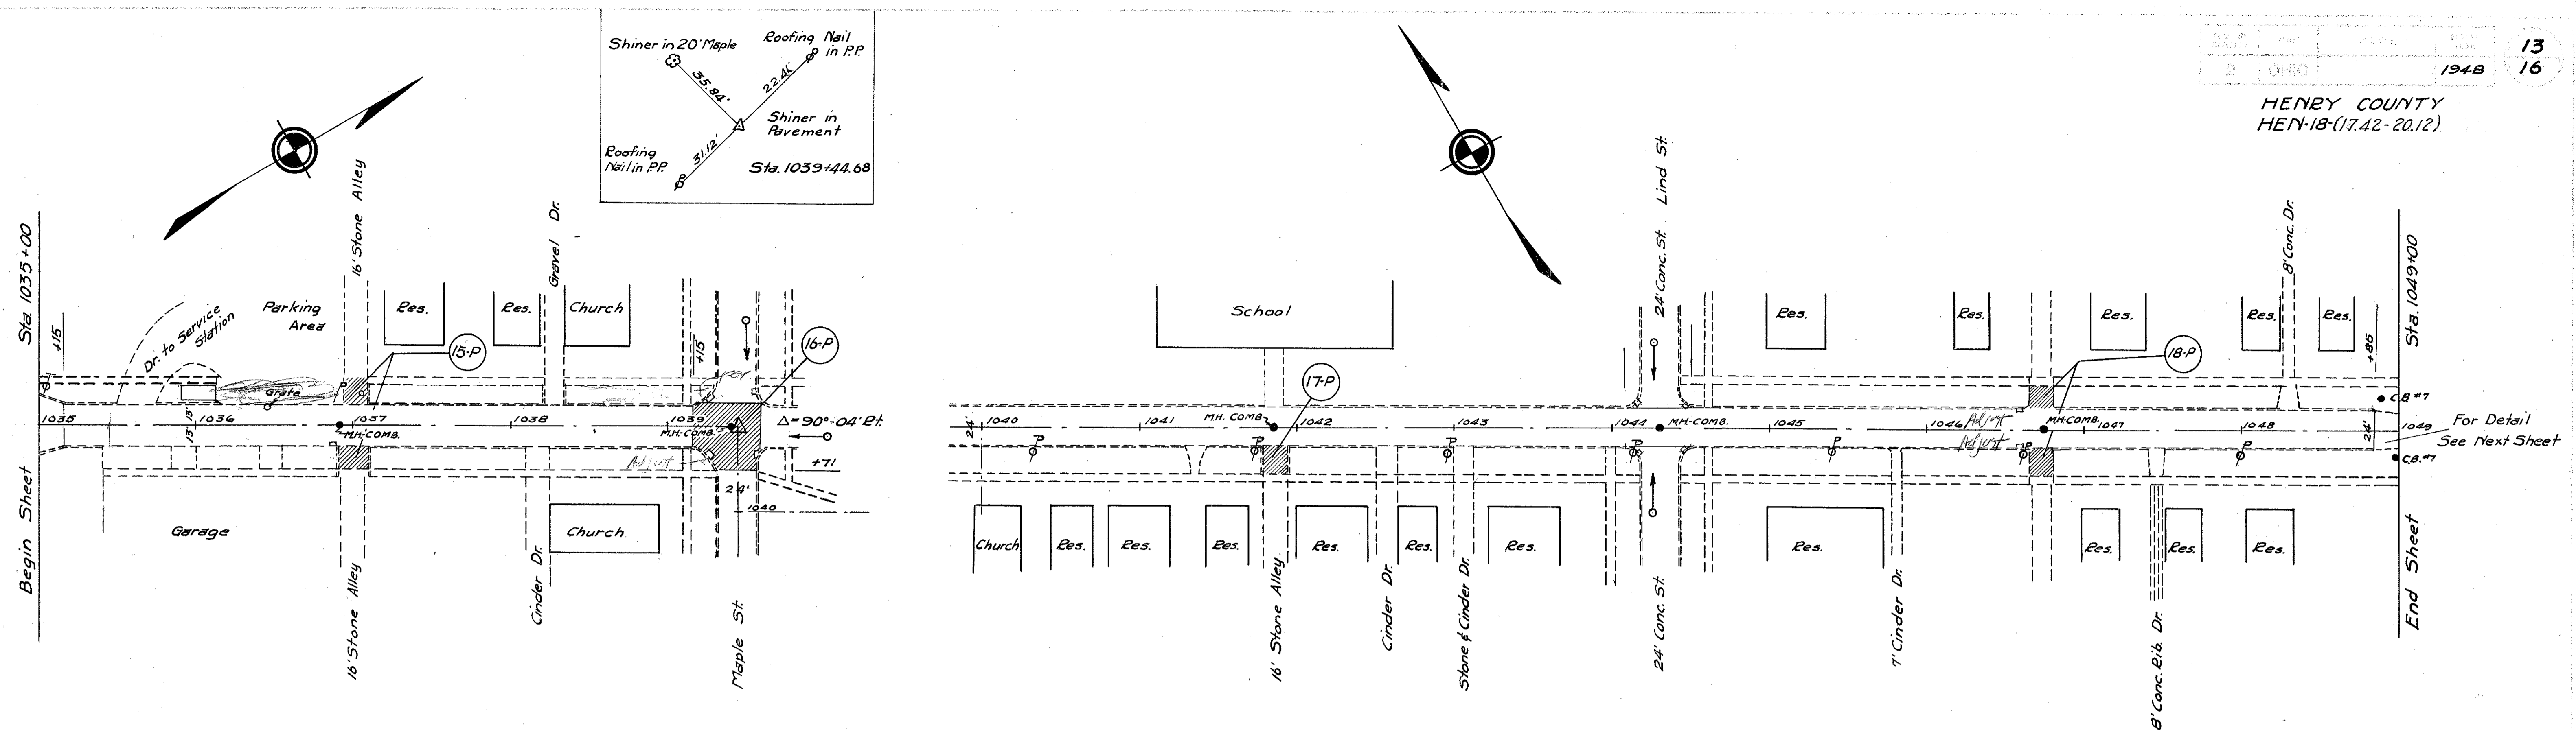 13
16
2
OHIO
1948
HENRY COUNTY
HEN-18-(17.42-20.12)
Shiner in 20" Maple
Roofing Nail
in P.P.
35.84'
22.41'
Shiner in
Pavement
31.12'
Roofing
Nail in P.P.
Sta. 1039+44.68
Begin Sheet
Sta. 1035+00
+15
Dr. to Service
Station
Parking
Area
16' Stone Alley
Res.
15-P
Res.
Gravel Dr.
Church
+15
16-P
Grate
1035
1036
1037
1038
1039
13'
13'
M.H.-COMB.
M.H.-COMB.
Δ=90°-04' Rt.
Adjust
+71
24'
1040
Garage
16' Stone Alley
Cinder Dr.
Church
Maple St.
School
17-P
24' Conc. St. Lind St.
Res.
Res.
Res.
18-P
Res.
8' Conc. Dr.
Res.
+85
Sta. 1049+00
24'
1040
1041
M.H. COMB.
1042
1043
1044
M.H-COMB.
1045
1046
Adjust
M.H-COMB.
1047
1048
24'
1049
C.B. #7
For Detail
See Next Sheet
Adjust
C.B. #7
P
P
P
P
P
P
P
Church
Res.
Res.
Res.
16' Stone Alley
Res.
Cinder Dr.
Res.
Stone & Cinder Dr.
Res.
24' Conc. St.
Res.
7' Cinder Dr.
Res.
8' Conc. Rib. Dr.
Res.
Res.
End Sheet